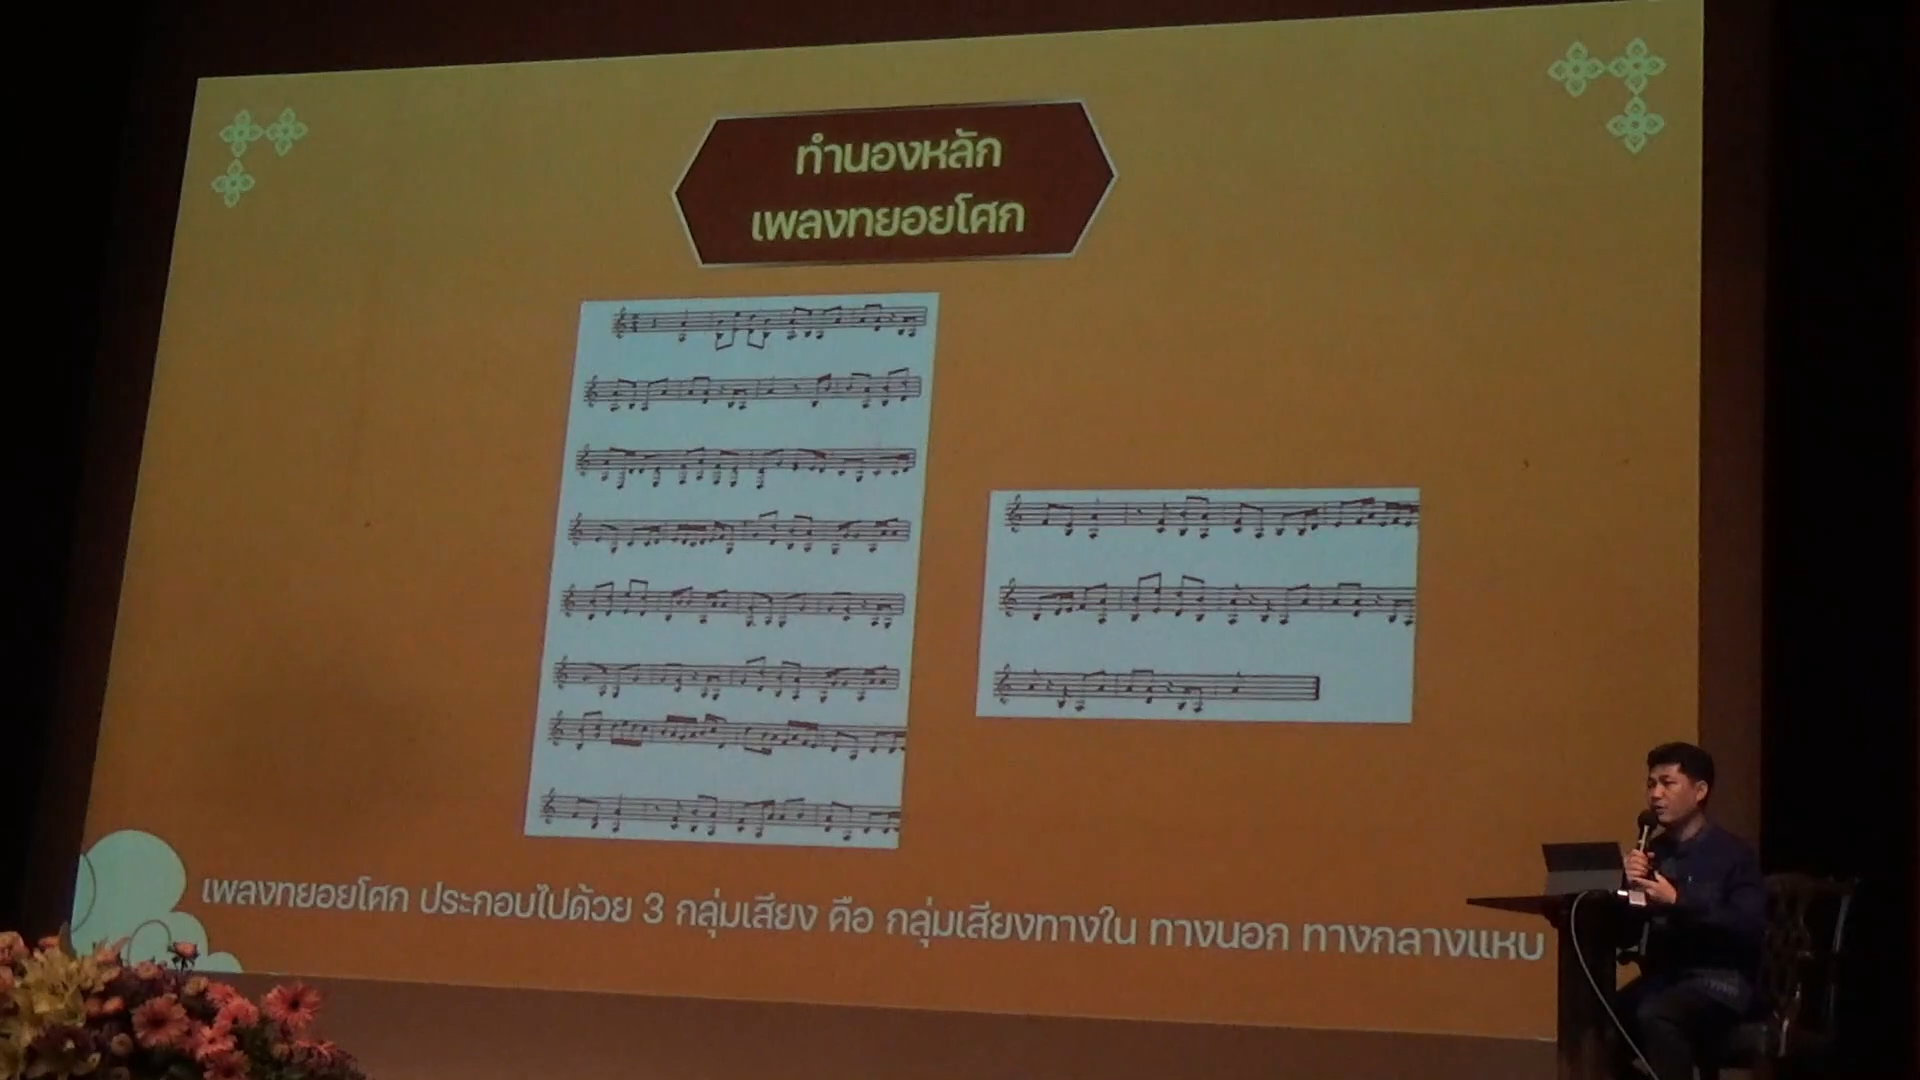 ทำนองหลัก
เพลงทยอยโศก
เพลงทยอยโศก ประกอบไปด้วย 3 กลุ่มเสียง คือ กลุ่มเสียงทางใน ทางนอก ทางกลางแหบ